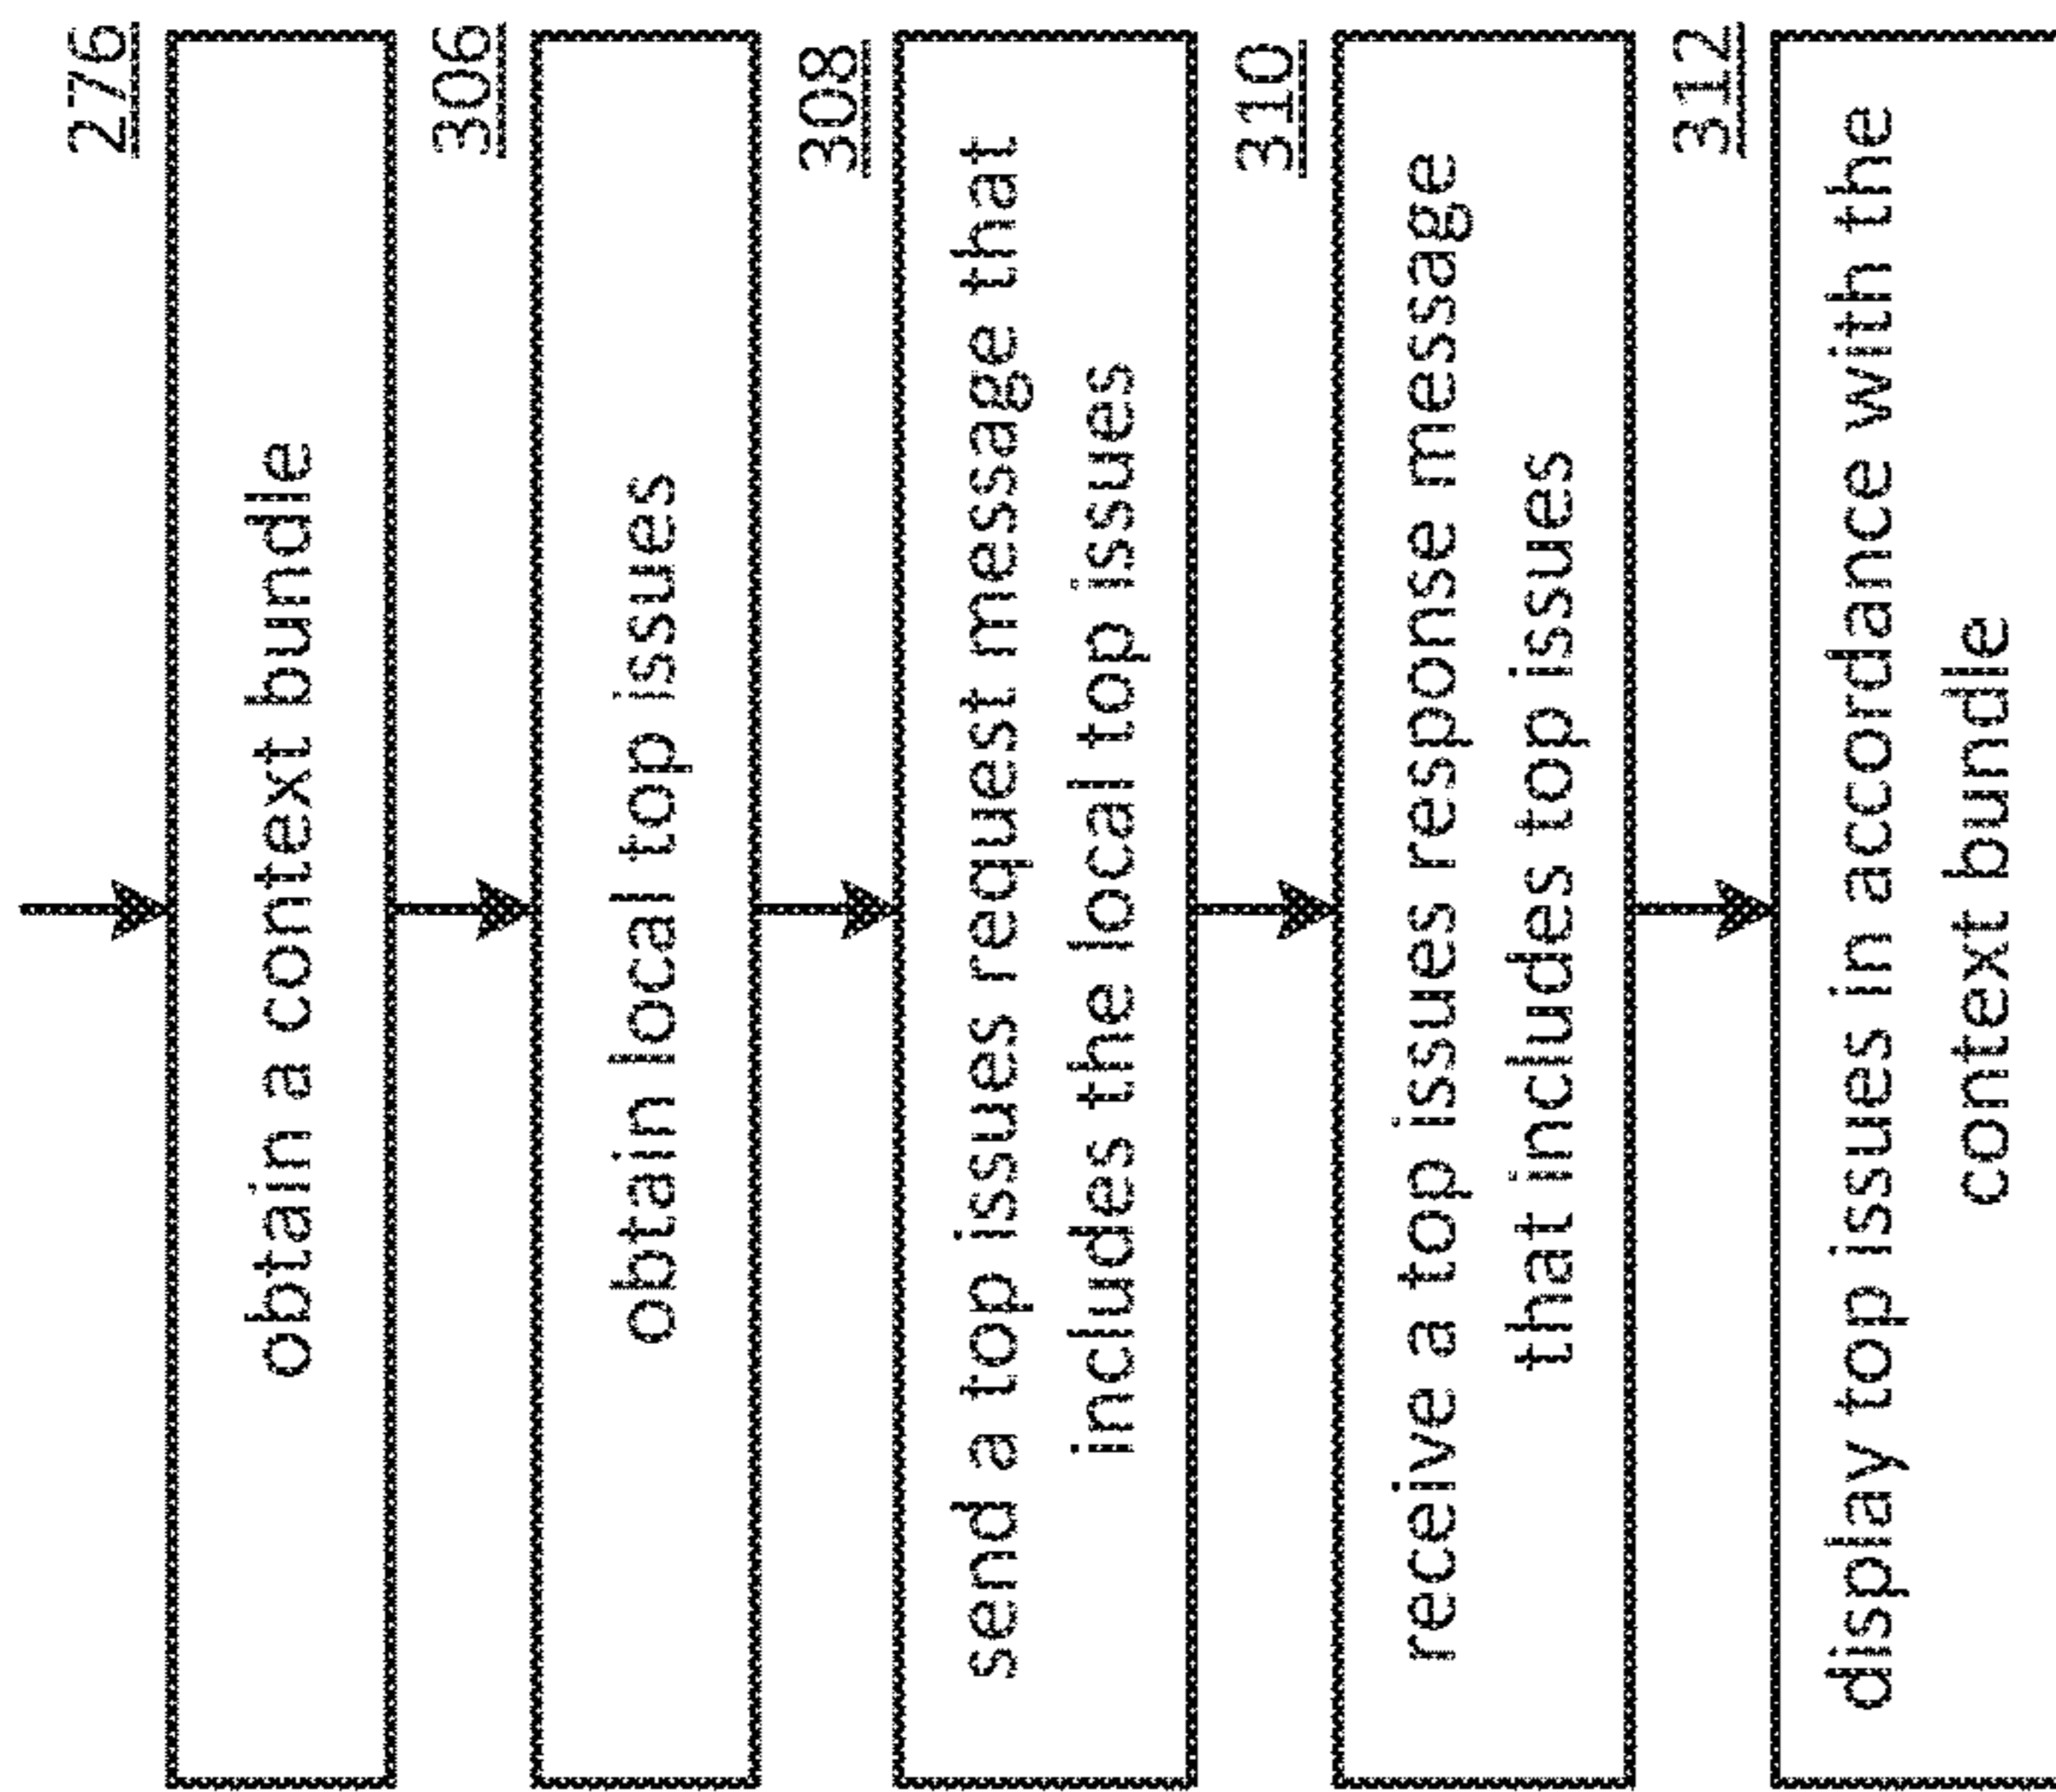 276
obtain a context bundle
306
obtain local top issues
308
send a top issues request message that
includes the local top issues
310
receive a top issues response message
that includes top issues
312
display top issues in accordance with the
context bundle